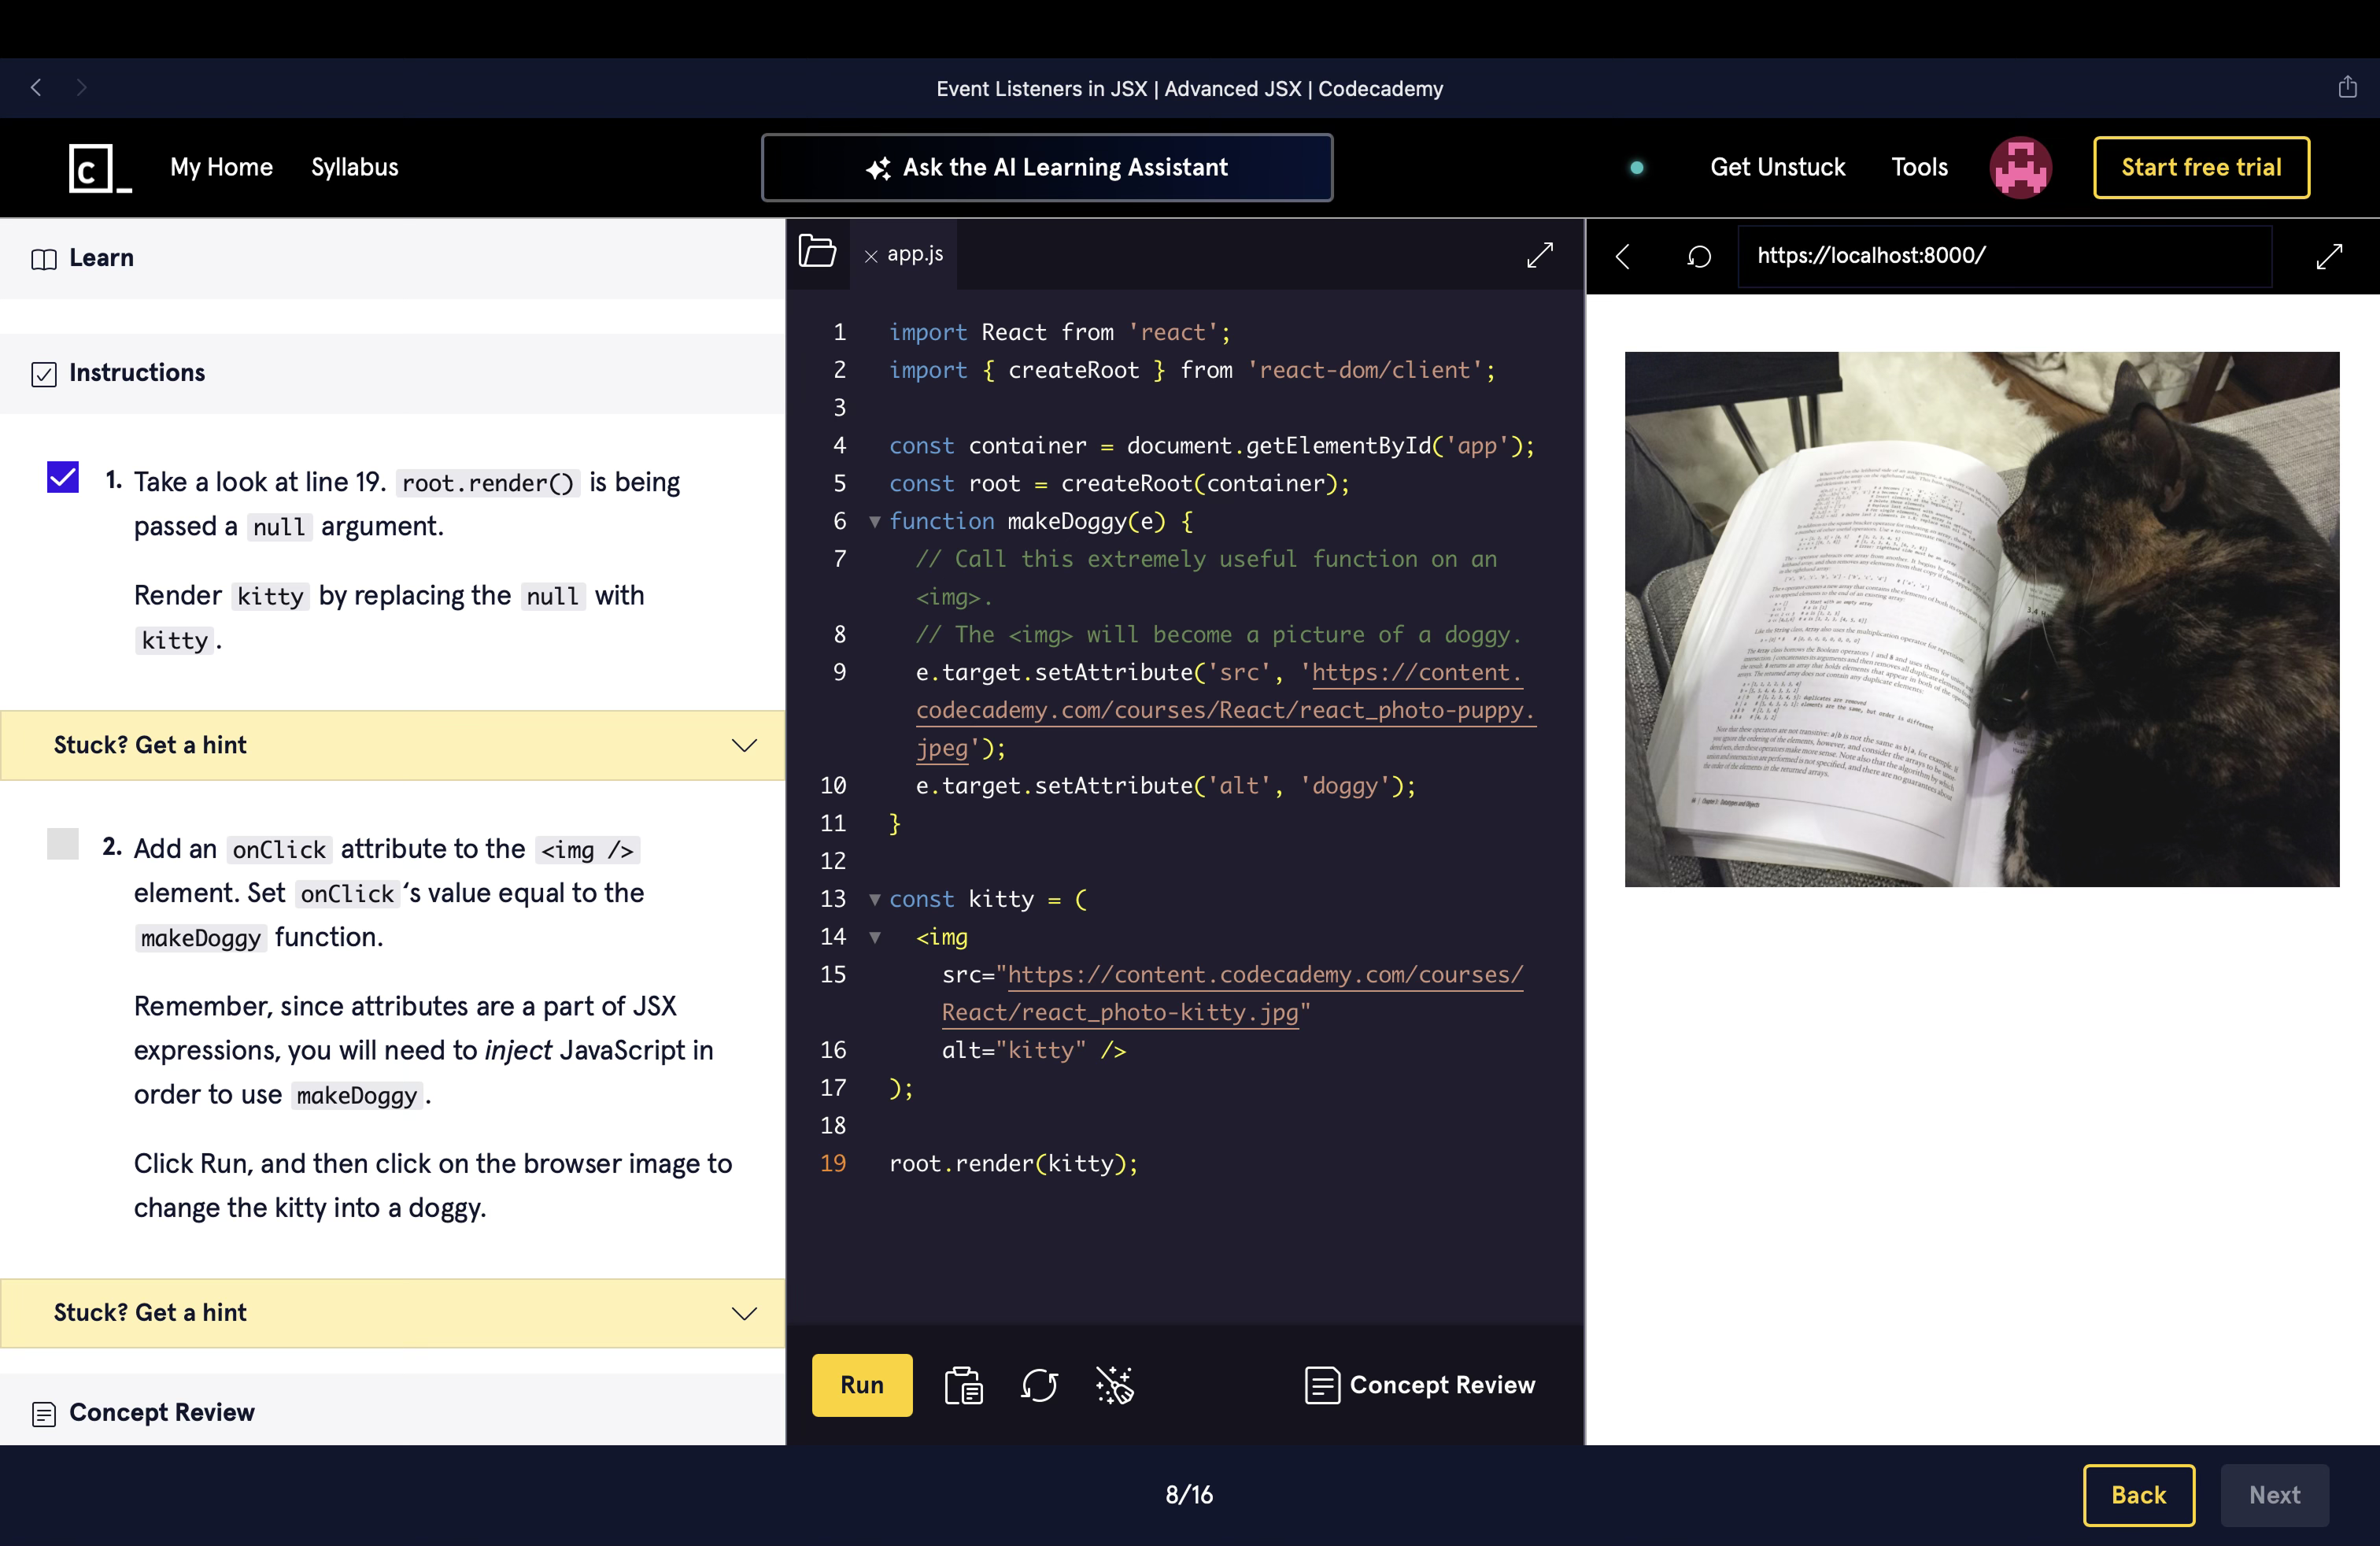 Event Listeners in JSX | Advanced JSX | Codecademy
c
My Home
Syllabus
Ask the AI Learning Assistant
Get Unstuck
Tools
Start free trial
Learn
Instructions
1. Take a look at line 19. root.render() is being
passed a null argument.
Render kitty by replacing the null with
kitty.
Stuck? Get a hint
2. Add an onClick attribute to the <img />
element. Set onClick‘s value equal to the
makeDoggy function.
Remember, since attributes are a part of JSX
expressions, you will need to inject JavaScript in
order to use makeDoggy.
Click Run, and then click on the browser image to
change the kitty into a doggy.
Stuck? Get a hint
Concept Review
app.js
1 import React from 'react';
2 import { createRoot } from 'react-dom/client';
3
4 const container = document.getElementById('app');
5 const root = createRoot(container);
6 function makeDoggy(e) {
7 // Call this extremely useful function on an
<img>.
8 // The <img> will become a picture of a doggy.
9 e.target.setAttribute('src', 'https://content.
codecademy.com/courses/React/react_photo-puppy.
jpeg');
10 e.target.setAttribute('alt', 'doggy');
11 }
12
13 const kitty = (
14 <img
15 src="https://content.codecademy.com/courses/
React/react_photo-kitty.jpg"
16 alt="kitty" />
17 );
18
19 root.render(kitty);
Run
Concept Review
https://localhost:8000/
8/16
Back
Next